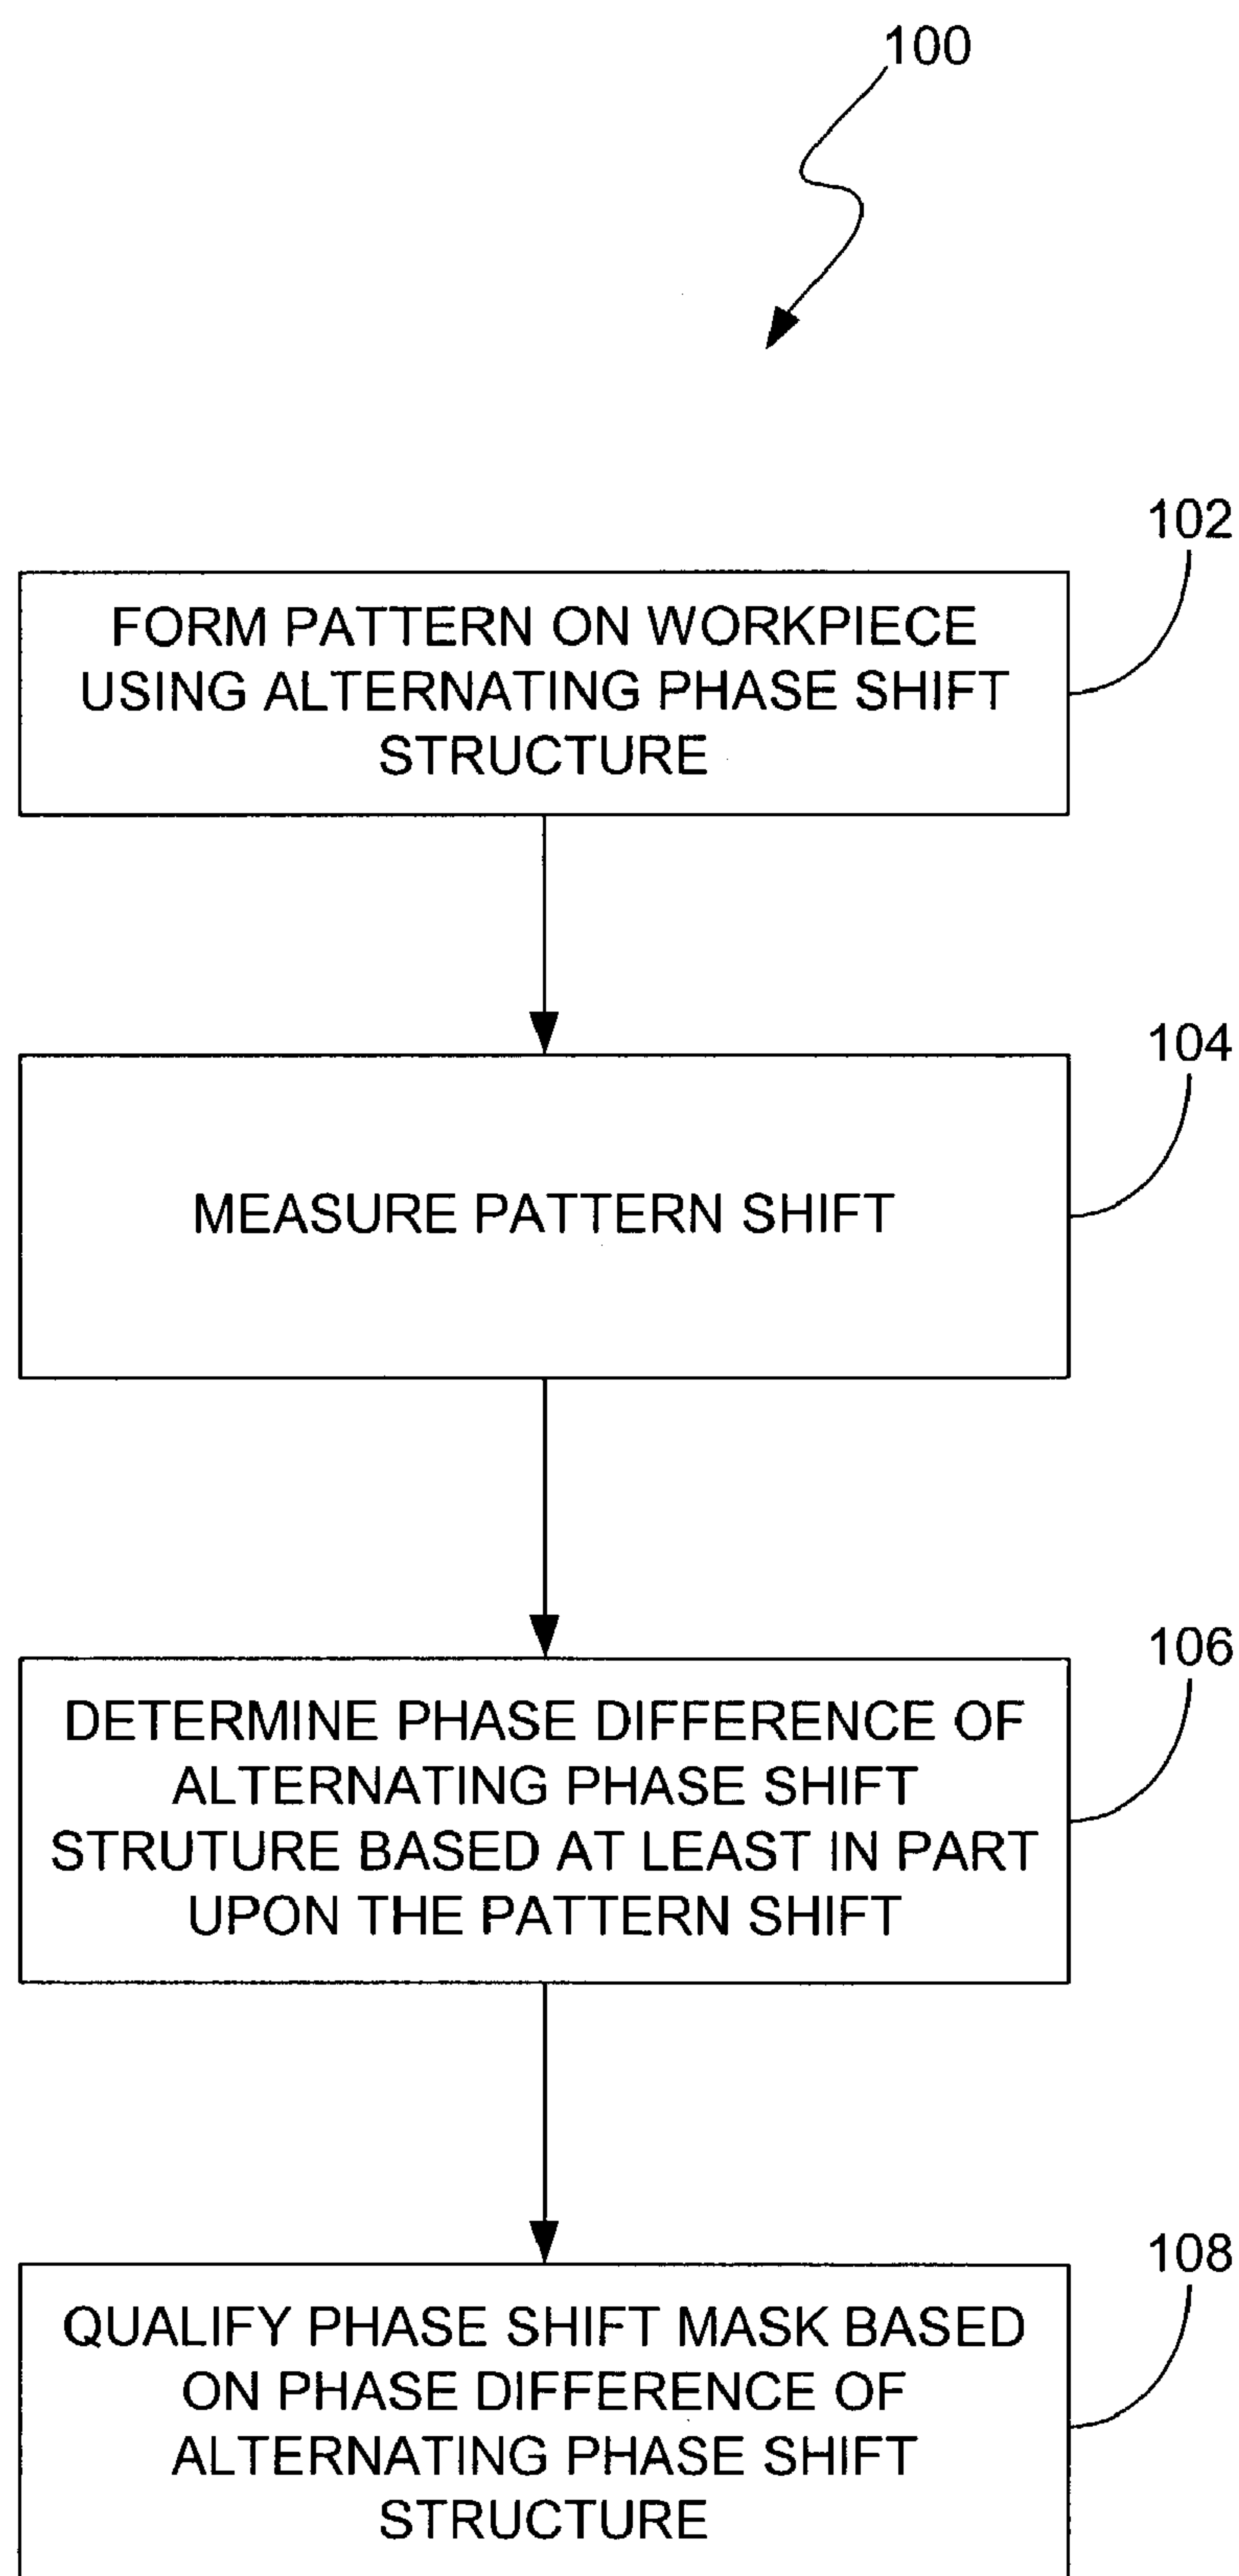 100
102
FORM PATTERN ON WORKPIECE
USING ALTERNATING PHASE SHIFT
STRUCTURE
104
MEASURE PATTERN SHIFT
106
DETERMINE PHASE DIFFERENCE OF
ALTERNATING PHASE SHIFT
STRUTURE BASED AT LEAST IN PART
UPON THE PATTERN SHIFT
108
QUALIFY PHASE SHIFT MASK BASED
ON PHASE DIFFERENCE OF
ALTERNATING PHASE SHIFT
STRUCTURE